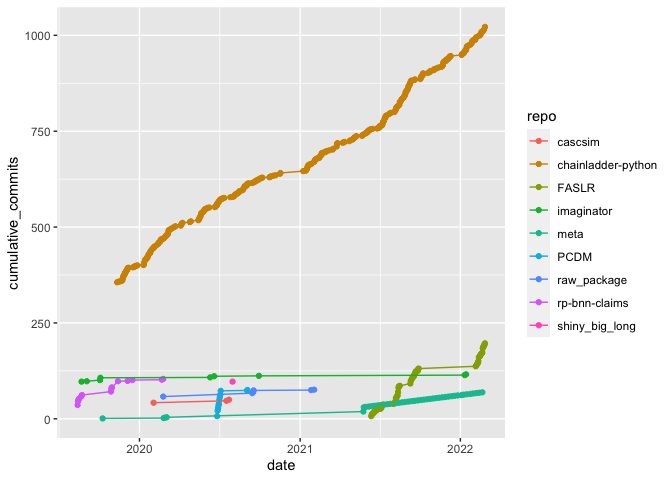 cumulative_commits
1000
750
500
250
0
2020
2021
2022
date
repo
cascsim
chainladder-python
FASLR
imaginator
meta
PCDM
raw_package
rp-bnn-claims
shiny_big_long